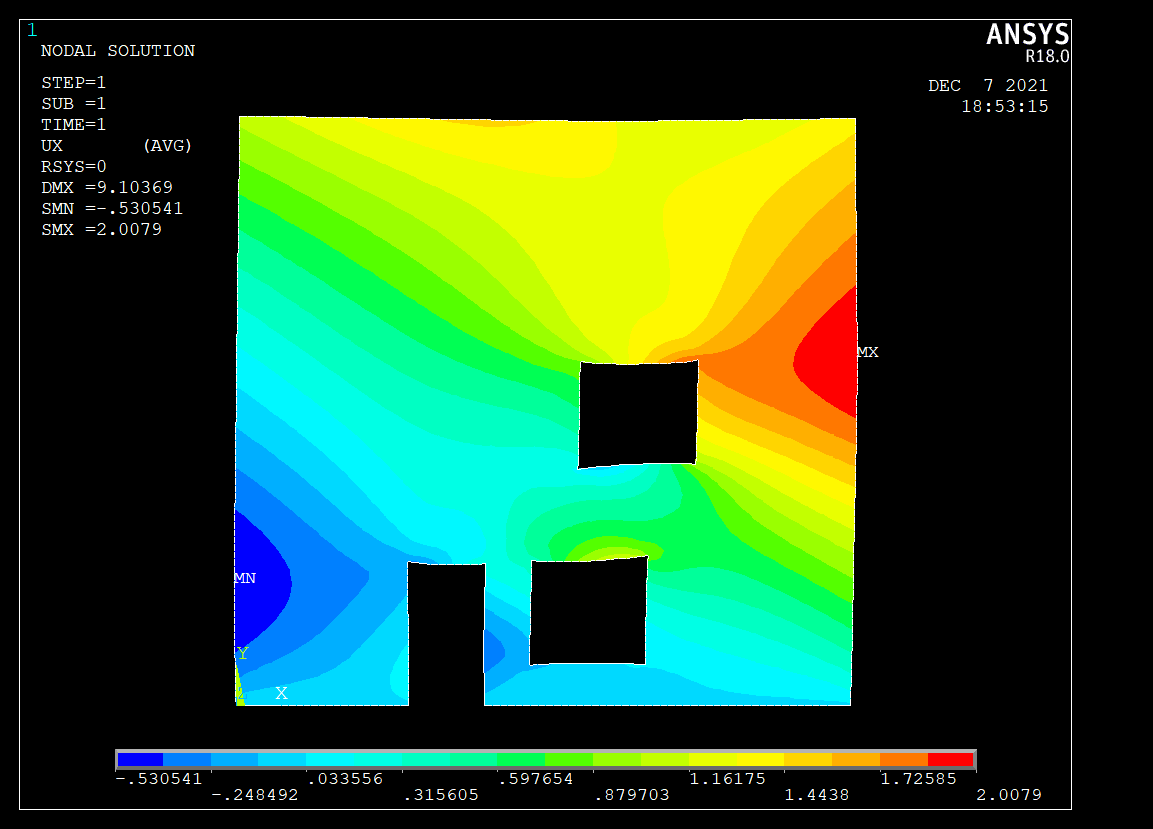 1
ANSYS
R18.0
NODAL SOLUTION
DEC  7 2021
18:53:15
STEP=1
SUB =1
TIME=1
UX       (AVG)
RSYS=0
DMX =9.10369
SMN =-.530541
SMX =2.0079
MX
MN
Y
X
-.530541 .033556 .597654 1.16175 1.72585
-.248492 .315605 .879703 1.4438 2.0079